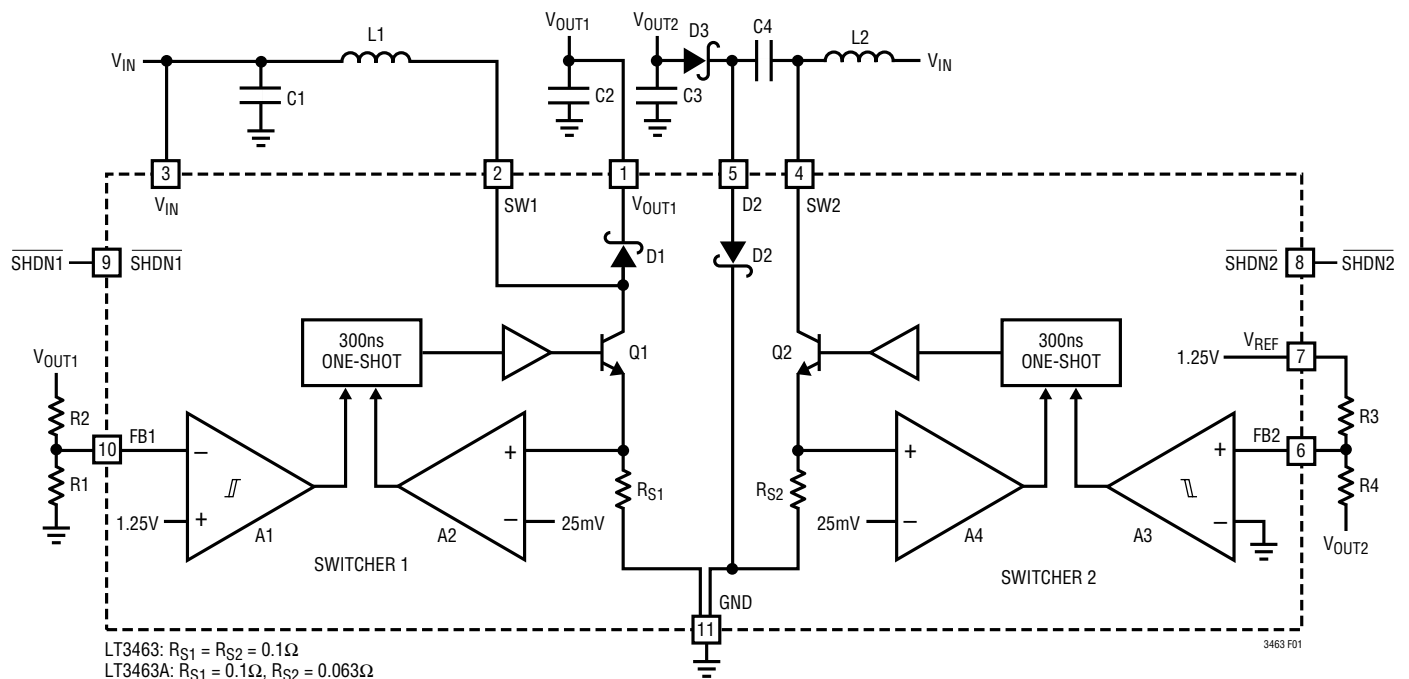 VOUT1
VOUT2
D3
C4
L2
L1
VIN
VIN
C1
C2
C3
3
2
1
5
4
VIN
SW1
VOUT1
D2
SW2
SHDN1
9
SHDN1
D1
D2
SHDN2
8
SHDN2
300ns
ONE-SHOT
Q1
Q2
300ns
ONE-SHOT
VREF
1.25V
7
VOUT1
R2
R3
10
FB1
FB2
6
R1
R4
–
+
1.25V
A1
+
–
25mV
A2
RS1
RS2
+
–
25mV
A4
+
–
A3
VOUT2
SWITCHER 1
SWITCHER 2
GND
11
LT3463: RS1 = RS2 = 0.1Ω
LT3463A: RS1 = 0.1Ω, RS2 = 0.063Ω
3463 F01